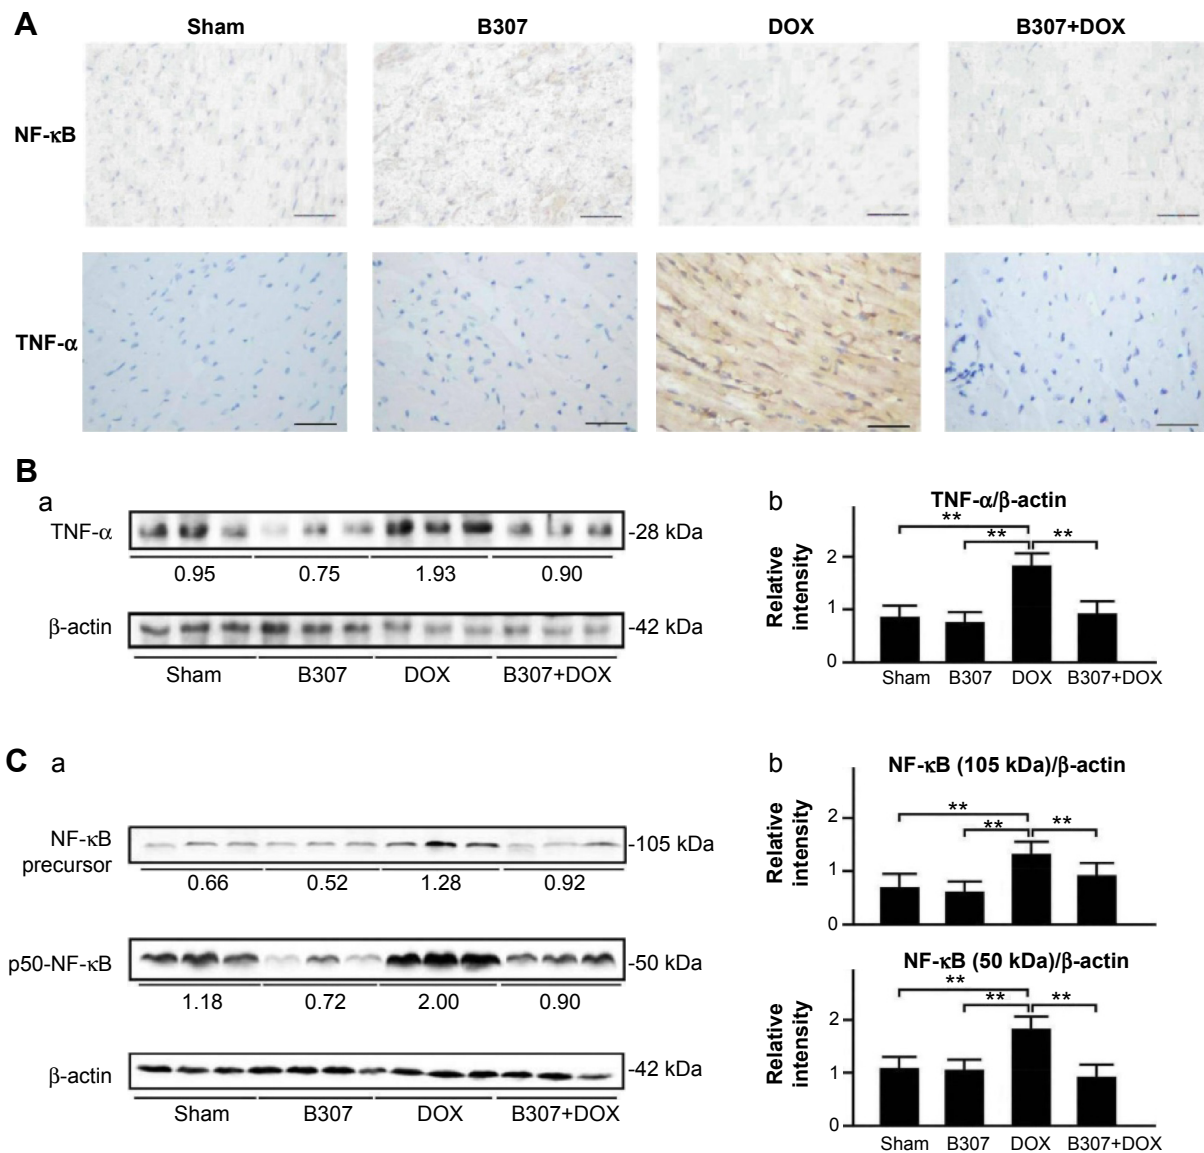 A
Sham B307 DOX B307+DOX
NF-κB
TNF-α
B
a
TNF-α -28 kDa
0.95 0.75 1.93 0.90
β-actin -42 kDa
Sham B307 DOX B307+DOX
b
TNF-α/β-actin
** ** **
Relative
intensity
2
1
0
Sham B307 DOX B307+DOX
C
a
NF-κB
precursor
-105 kDa
0.66 0.52 1.28 0.92
p50-NF-κB -50 kDa
1.18 0.72 2.00 0.90
β-actin -42 kDa
Sham B307 DOX B307+DOX
b
NF-κB (105 kDa)/β-actin
** ** **
Relative
intensity
2
1
0
NF-κB (50 kDa)/β-actin
** ** **
Relative
intensity
2
1
0
Sham B307 DOX B307+DOX